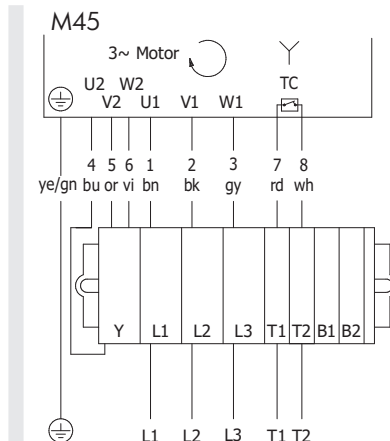 M45
3~ Motor
U2 W2 TC
V2 U1 V1 W1
4 5 6 1 2 3 7 8
ye/gn bu or vi bn bk gy rd wh
Y L1 L2 L3 T1 T2 B1 B2
L1 L2 L3 T1 T2